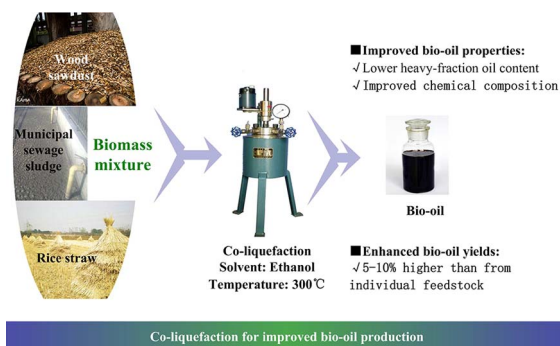 Wood
sawdust
Municipal
sewage
sludge
Rice straw
Biomass
mixture
Co-liquefaction
Solvent: Ethanol
Temperature: 300℃
■Improved bio-oil properties:
√Lower heavy-fraction oil content
√Improved chemical composition
Bio-oil
■Enhanced bio-oil yields:
√5-10% higher than from
individual feedstock
Co-liquefaction for improved bio-oil production